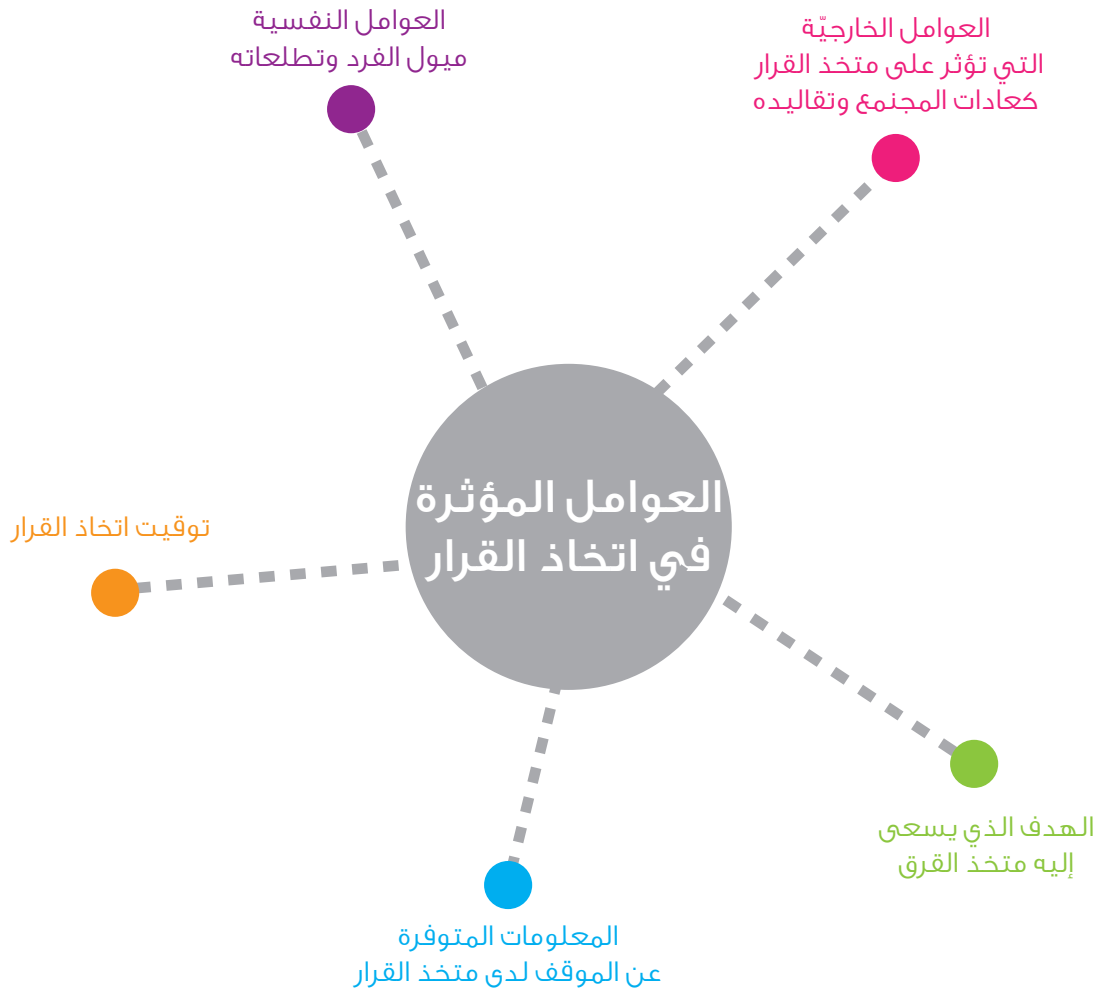 العوامل النفسية
ميول الفرد وتطلعاته
العوامل الخارجيّة
التي تؤثر على متخذ القرار
كعادات المجنمع وتقاليده
العوامل المؤثرة
في اتخاذ القرار
توقيت اتخاذ القرار
الهدف الذي يسعى
إليه متخذ القرق
المعلومات المتوفرة
عن الموقف لدى متخذ القرار